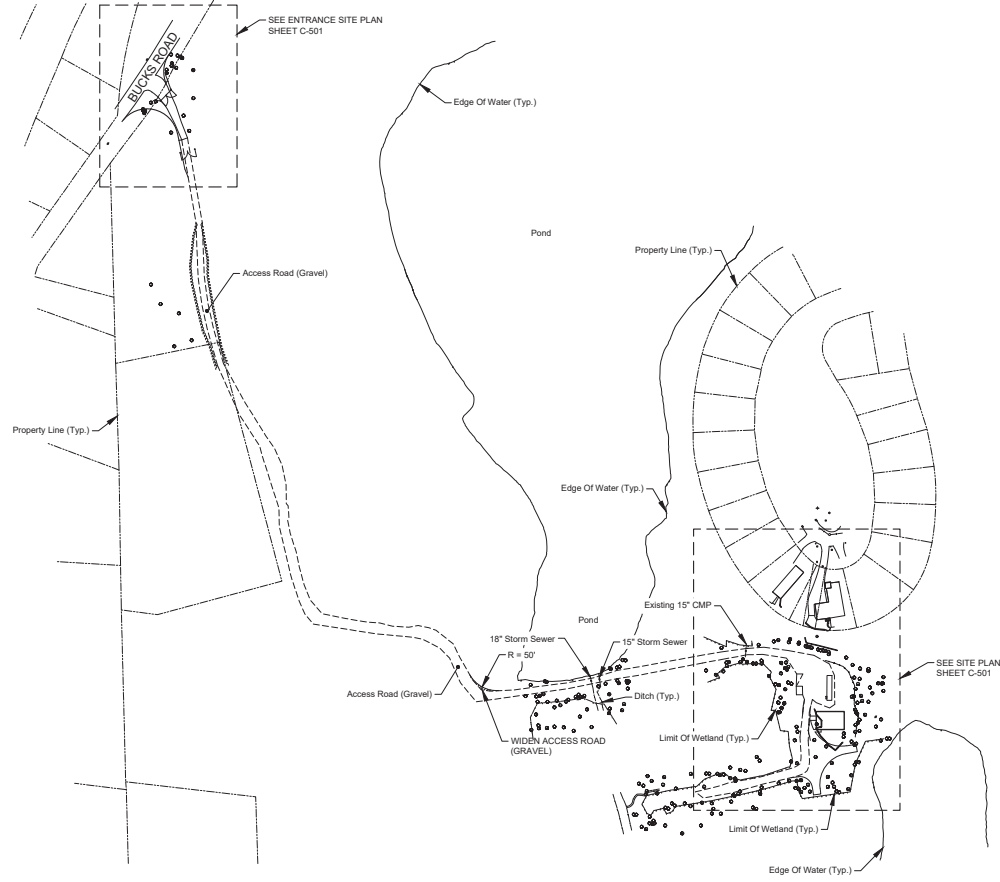 SEE ENTRANCE SITE PLAN
SHEET C-501
BUCKS ROAD
Edge Of Water (Typ.)
Pond
Property Line (Typ.)
Access Road (Gravel)
Property Line (Typ.)
Edge Of Water (Typ.)
Existing 15" CMP
Pond
18" Storm Sewer
15" Storm Sewer
R = 50'
SEE SITE PLAN
SHEET C-501
Access Road (Gravel)
Ditch (Typ.)
WIDEN ACCESS ROAD
(GRAVEL)
Limit Of Wetland (Typ.)
Limit Of Wetland (Typ.)
Edge Of Water (Typ.)